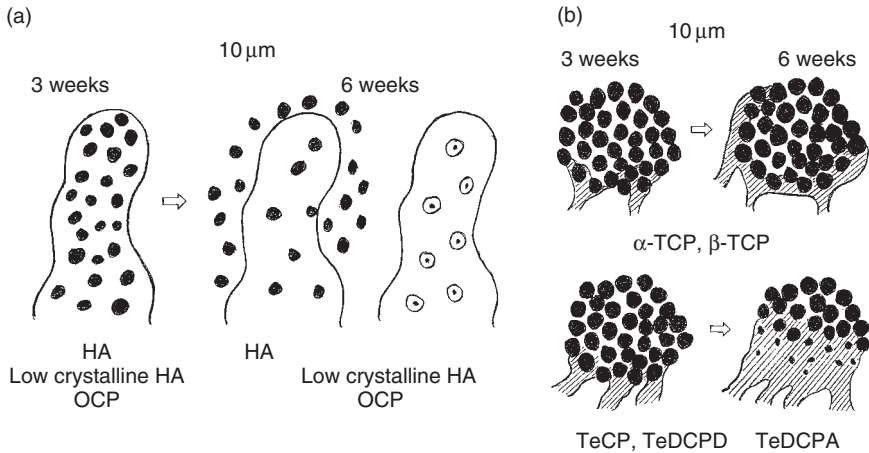 (a)
10 μm
3 weeks
6 weeks
HA
Low crystalline HA
OCP
HA
Low crystalline HA
OCP
(b)
10 μm
3 weeks
6 weeks
α-TCP, β-TCP
TeCP, TeDCPD
TeDCPA